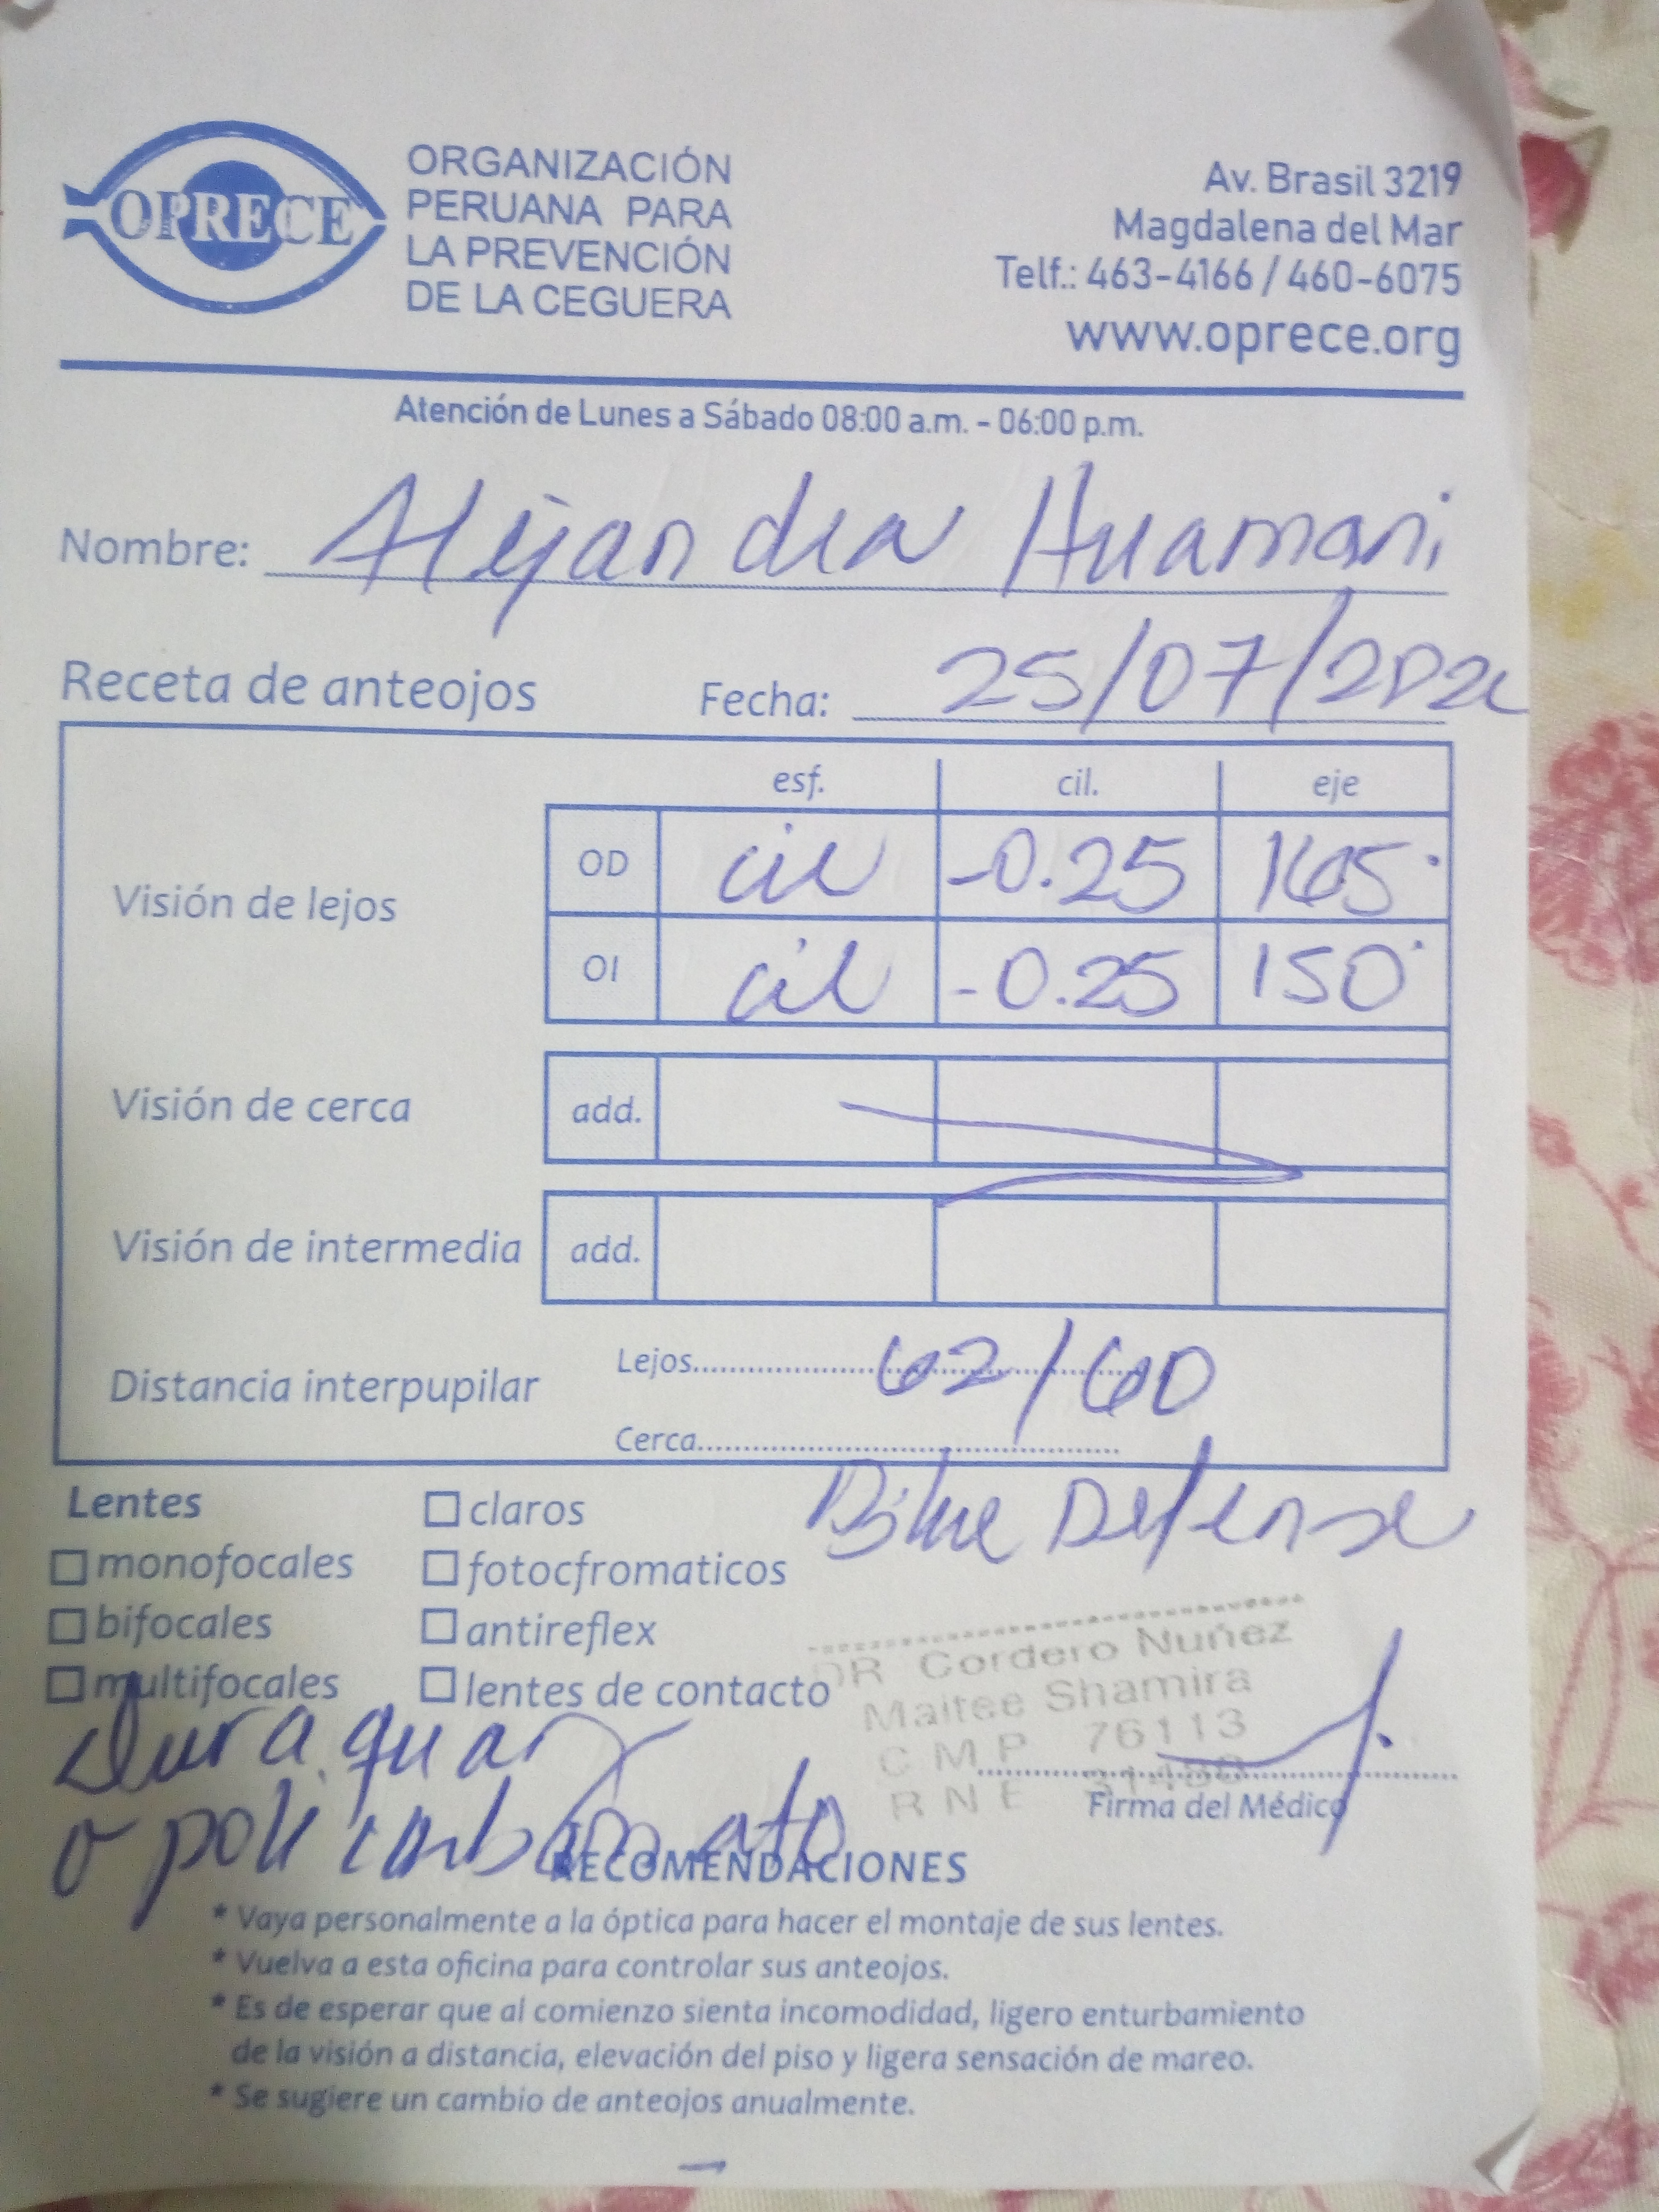 OPRECE
ORGANIZACIÓN
PERUANA PARA
LA PREVENCIÓN
DE LA CEGUERA
Av. Brasil 3219
Magdalena del Mar
Telf.: 463-4166 / 460-6075
www.oprece.org
Atención de Lunes a Sábado 08:00 a.m. - 06:00 p.m.
Nombre: Alejandra Huamani
Receta de anteojos Fecha: 25/07/202
esf. cil. eje
Visión de lejos
OD cil -0.25 165°
OI cil -0.25 150°
Visión de cerca add.
Visión de intermedia add.
Distancia interpupilar
Lejos 62/60
Cerca
Lentes
claros
Blue Defense
monofocales
fotocfromaticos
bifocales
antireflex
multifocales
lentes de contacto
DR Cordero Nuñez
Maitee Shamira
C M P 76113
R N E
Firma del Médico
Duraguar
o policarbonato
RECOMENDACIONES
* Vaya personalmente a la óptica para hacer el montaje de sus lentes.
* Vuelva a esta oficina para controlar sus anteojos.
* Es de esperar que al comienzo sienta incomodidad, ligero enturbamiento
de la visión a distancia, elevación del piso y ligera sensación de mareo.
* Se sugiere un cambio de anteojos anualmente.